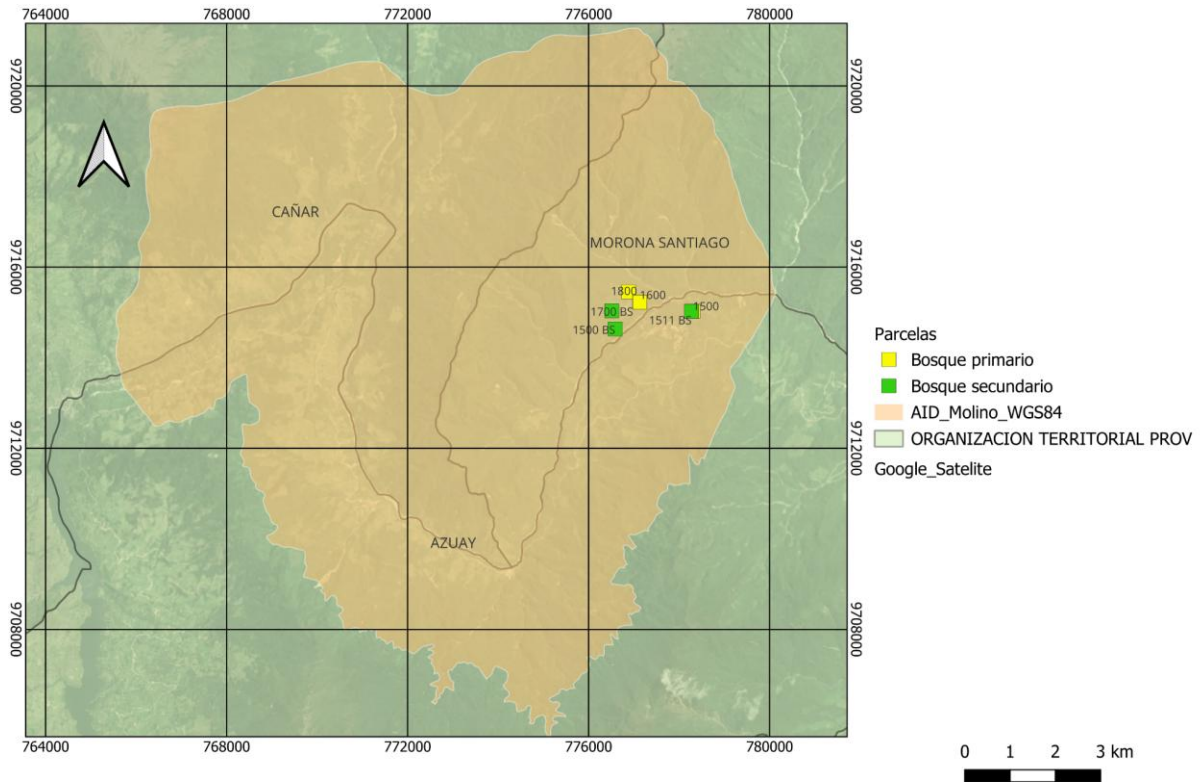 764000 768000 772000 776000 780000
9720000 9720000
CAÑAR
MORONA SANTIAGO
9716000 9716000
1800
1600
1700 BS
1500
1511 BS
1500 BS
Parcelas
Bosque primario
Bosque secundario
AID_Molino_WGS84
ORGANIZACION TERRITORIAL PROV
Google_Satelite
9712000 9712000
AZUAY
9708000 9708000
764000 768000 772000 776000 780000
0 1 2 3 km